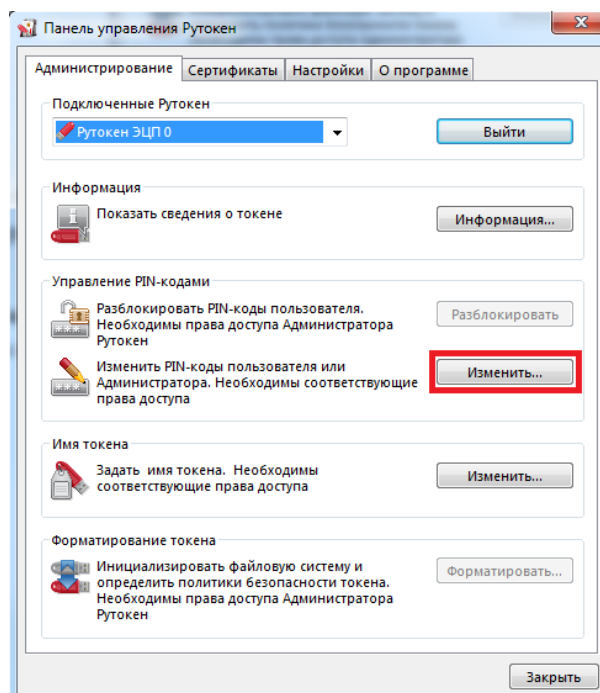 Панель управления Рутокен
Администрирование Сертификаты Настройки О программе
Подключенные Рутокен
Рутокен ЭЦП 0
Выйти
Информация
Показать сведения о токене
Информация...
Управление PIN-кодами
Разблокировать PIN-коды пользователя.
Необходимы права доступа Администратора
Рутокен
Разблокировать
Изменить PIN-коды пользователя или
Администратора. Необходимы соответствующие
права доступа
Изменить...
Имя токена
Задать имя токена. Необходимы
соответствующие права доступа
Изменить...
Форматирование токена
Инициализировать файловую систему и
определить политики безопасности токена.
Необходимы права доступа Администратора
Рутокен
Форматировать...
Закрыть